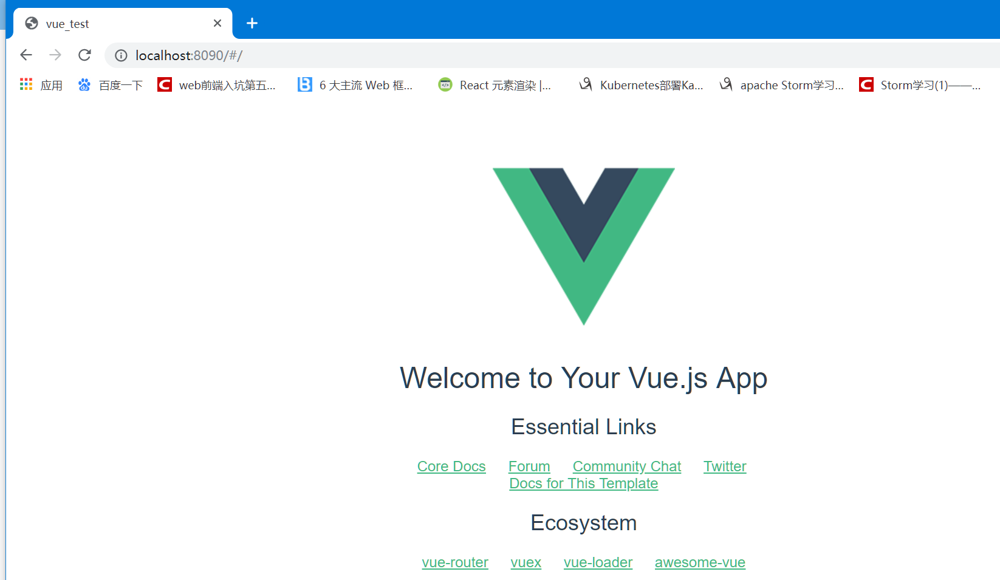 vue_test
localhost:8090/#/
应用 百度一下 web前端入坑第五... 6 大主流 Web 框... React 元素渲染 |... Kubernetes部署Ka... apache Storm学习... Storm学习(1)——...
Welcome to Your Vue.js App
Essential Links
Core Docs Forum Community Chat Twitter
Docs for This Template
Ecosystem
vue-router vuex vue-loader awesome-vue